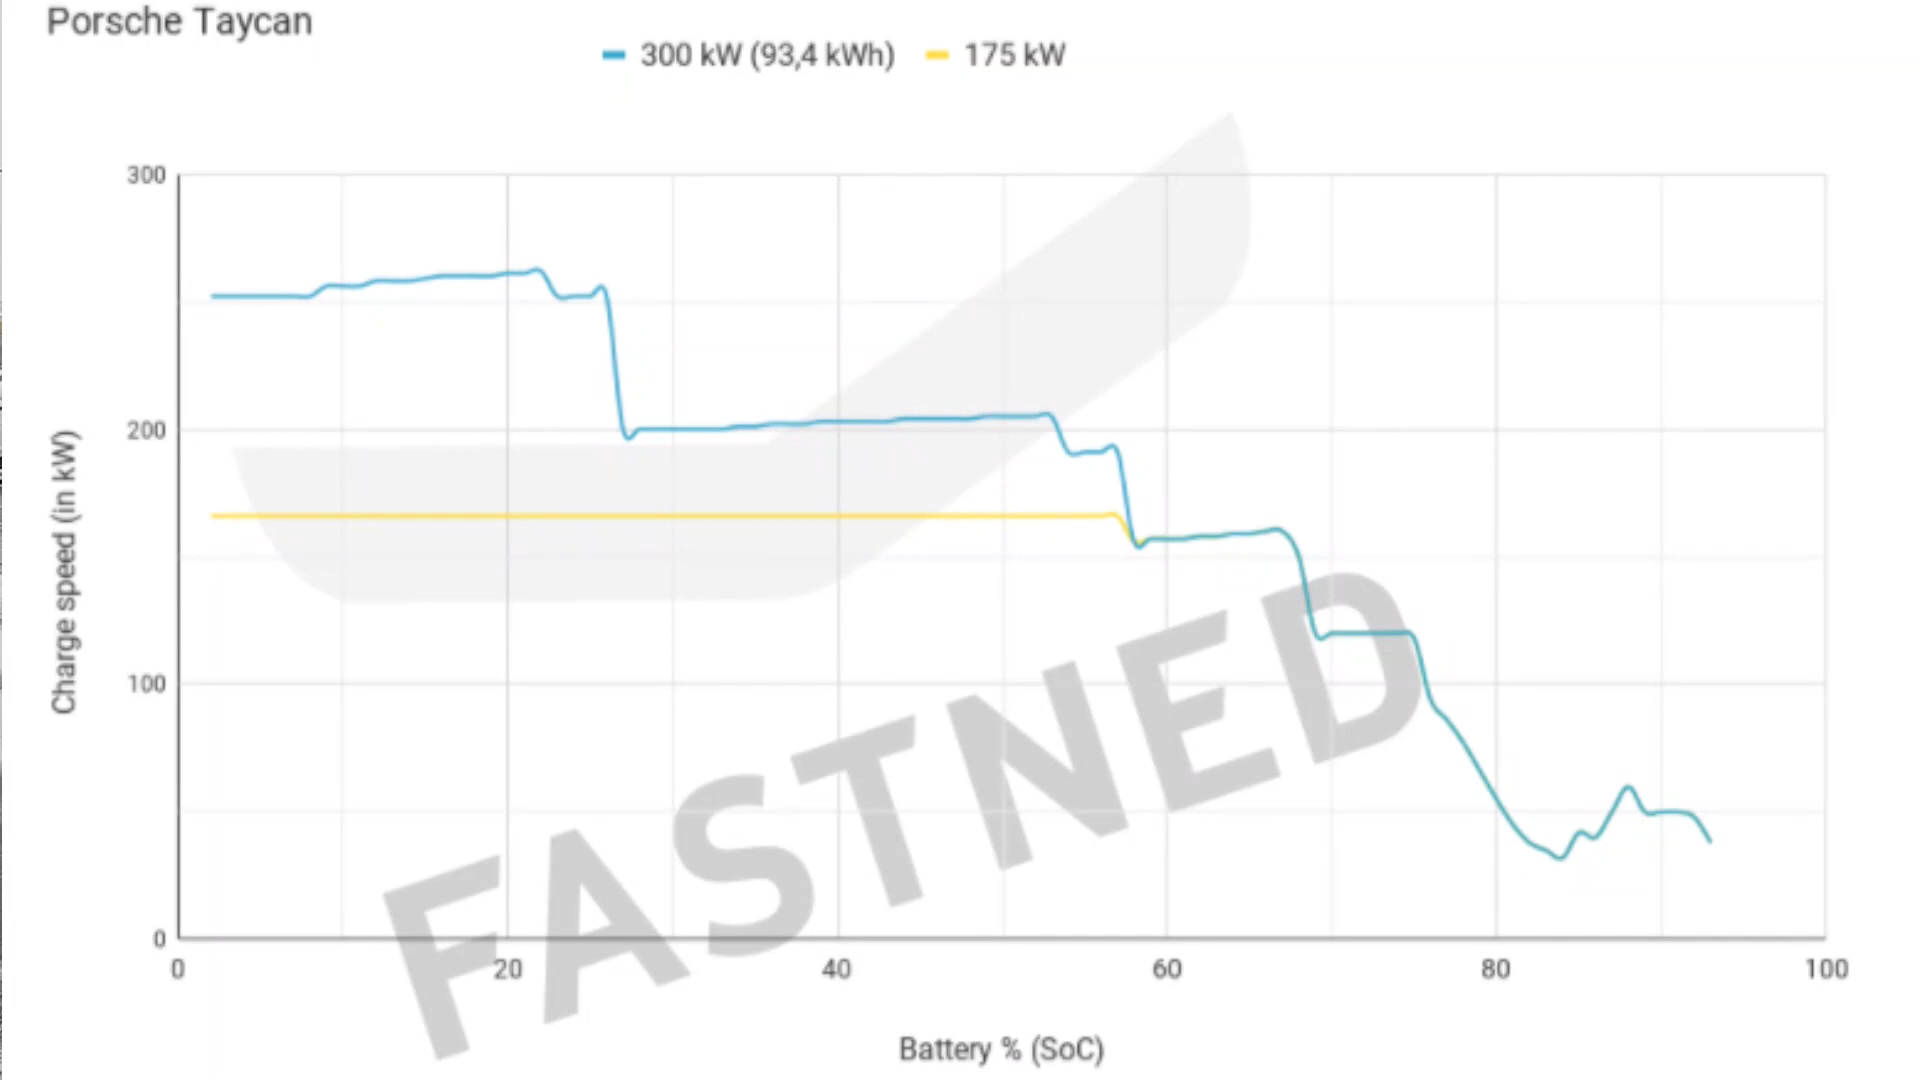 Porsche Taycan
300 kW (93,4 kWh) 175 kW
300
200
100
0
Charge speed (in kW)
0 20 40 60 80 100
Battery % (SoC)
FASTNED